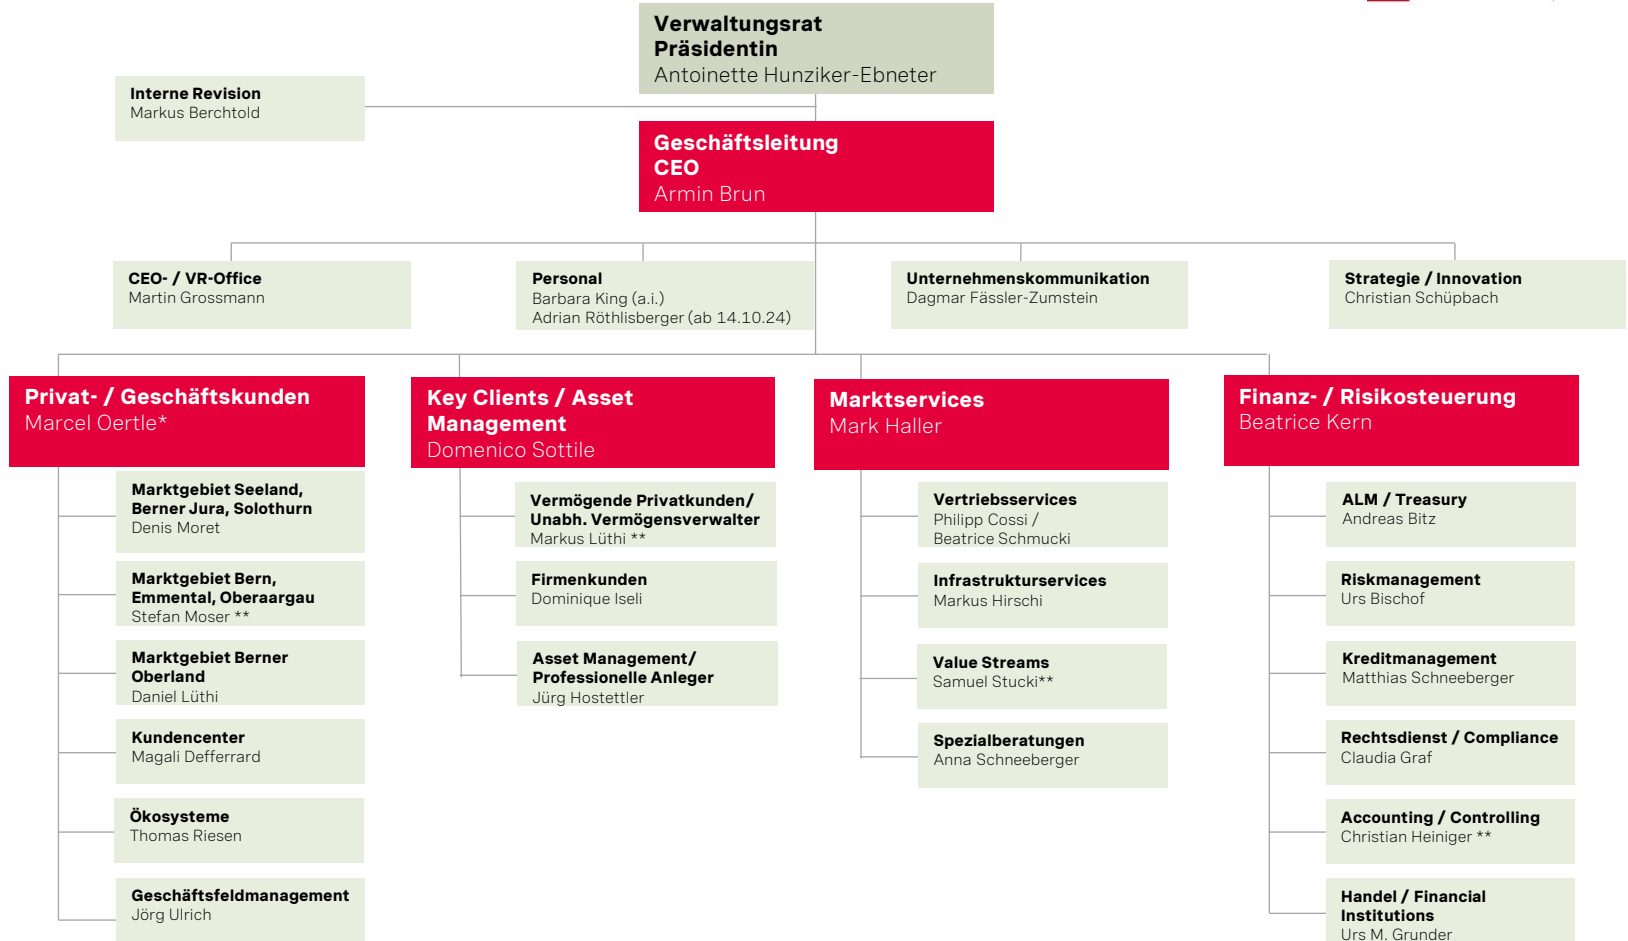 Verwaltungsrat
Präsidentin
Antoinette Hunziker-Ebneter
Interne Revision
Markus Berchtold
Geschäftsleitung
CEO
Armin Brun
CEO- / VR-Office
Martin Grossmann
Personal
Barbara King (a.i.)
Adrian Röthlisberger (ab 14.10.24)
Unternehmenskommunikation
Dagmar Fässler-Zumstein
Strategie / Innovation
Christian Schüpbach
Privat- / Geschäftskunden
Marcel Oertle*
Marktgebiet Seeland,
Berner Jura, Solothurn
Denis Moret
Marktgebiet Bern,
Emmental, Oberaargau
Stefan Moser **
Marktgebiet Berner
Oberland
Daniel Lüthi
Kundencenter
Magali Defferrard
Ökosysteme
Thomas Riesen
Geschäftsfeldmanagement
Jörg Ulrich
Key Clients / Asset
Management
Domenico Sottile
Vermögende Privatkunden/
Unabh. Vermögensverwalter
Markus Lüthi **
Firmenkunden
Dominique Iseli
Asset Management/
Professionelle Anleger
Jürg Hostettler
Marktservices
Mark Haller
Vertriebsservices
Philipp Cossi /
Beatrice Schmucki
Infrastrukturservices
Markus Hirschi
Value Streams
Samuel Stucki**
Spezialberatungen
Anna Schneeberger
Finanz- / Risikosteuerung
Beatrice Kern
ALM / Treasury
Andreas Bitz
Riskmanagement
Urs Bischof
Kreditmanagement
Matthias Schneeberger
Rechtsdienst / Compliance
Claudia Graf
Accounting / Controlling
Christian Heiniger **
Handel / Financial
Institutions
Urs M. Grunder